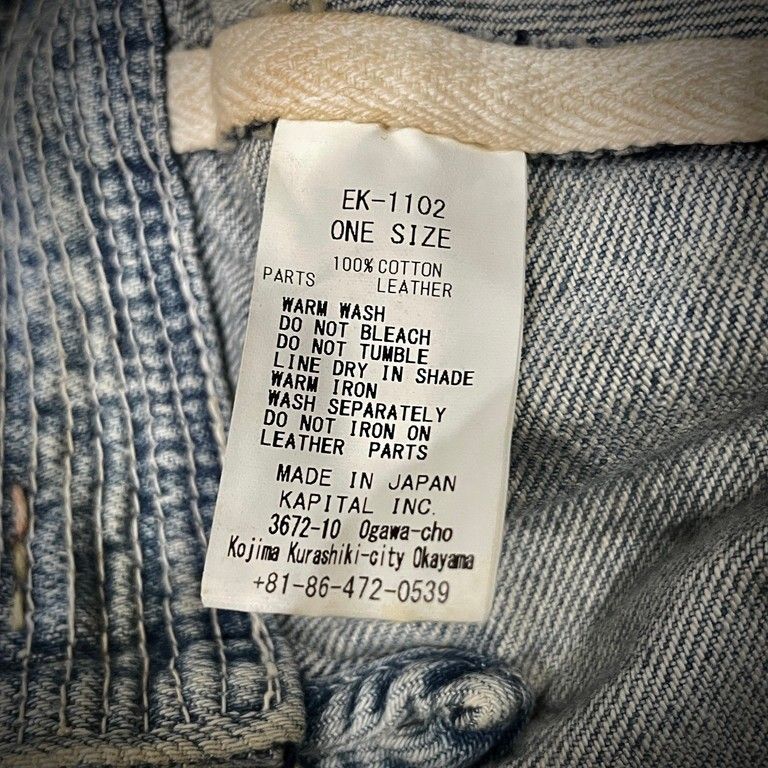 EK-1102
ONE SIZE
100% COTTON
PARTS LEATHER
WARM WASH
DO NOT BLEACH
DO NOT TUMBLE
LINE DRY IN SHADE
WARM IRON
WASH SEPARATELY
DO NOT IRON ON
LEATHER PARTS
MADE IN JAPAN
KAPITAL INC.
3672-10 Ogawa-cho
Kojima Kurashiki-city Okayama
+81-86-472-0539